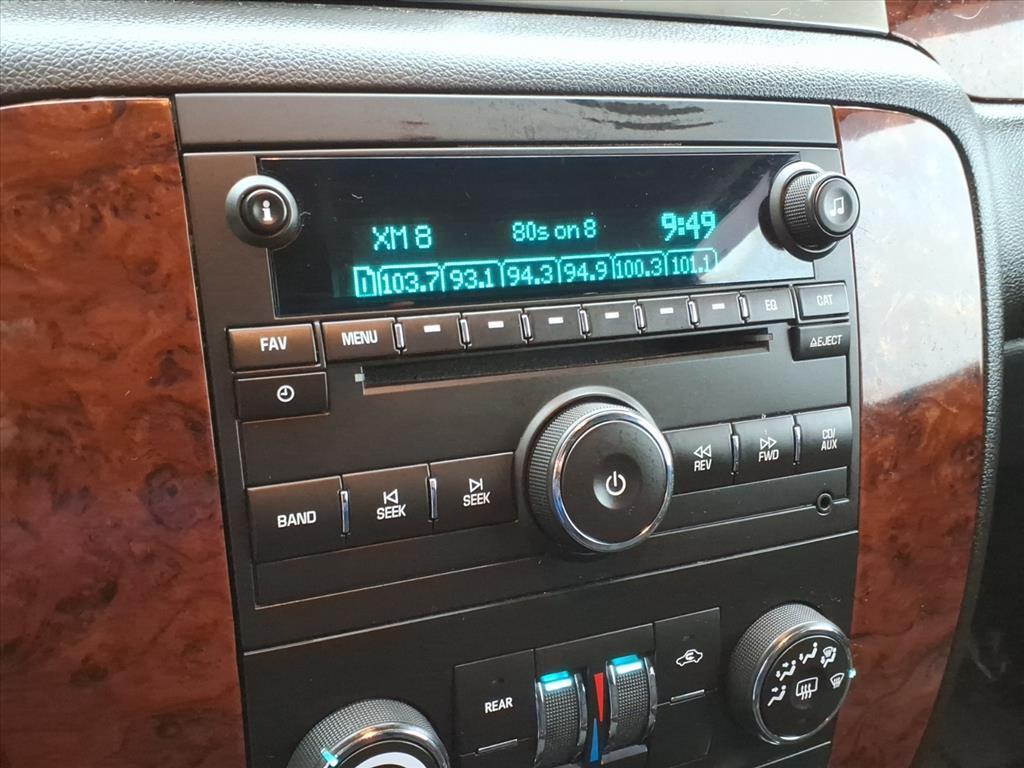 i
XM 8 80s on 8 9:49
D 103.7 93.1 94.3 94.9 100.3 101.1
FAV MENU EQ CAT
EJECT
BAND SEEK SEEK REV FWD CD/
AUX
REAR